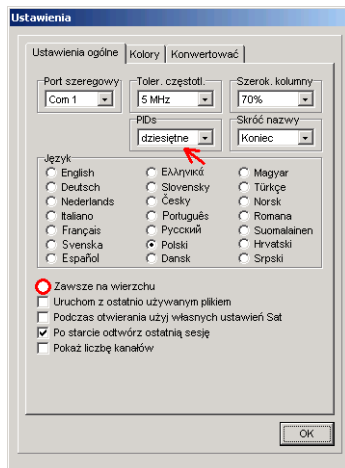 Ustawienia
Ustawienia ogólne Kolory Konwertować
Port szeregowy Toler. częstotl. Szerok. kolumny
Com 1 5 MHz 70%
PIDs Skróć nazwy
dziesiętne Koniec
Język
English Ελληνικά Magyar
Deutsch Slovensky Türkçe
Nederlands Česky Norsk
Italiano Português Romana
Français Русский Suomalainen
Svenska Polski Hrvatski
Español Dansk Srpski
Zawsze na wierzchu
Uruchom z ostatnio używanym plikiem
Podczas otwierania użyj własnych ustawień Sat
Po starcie odtwórz ostatnią sesję
Pokaż liczbę kanałów
OK